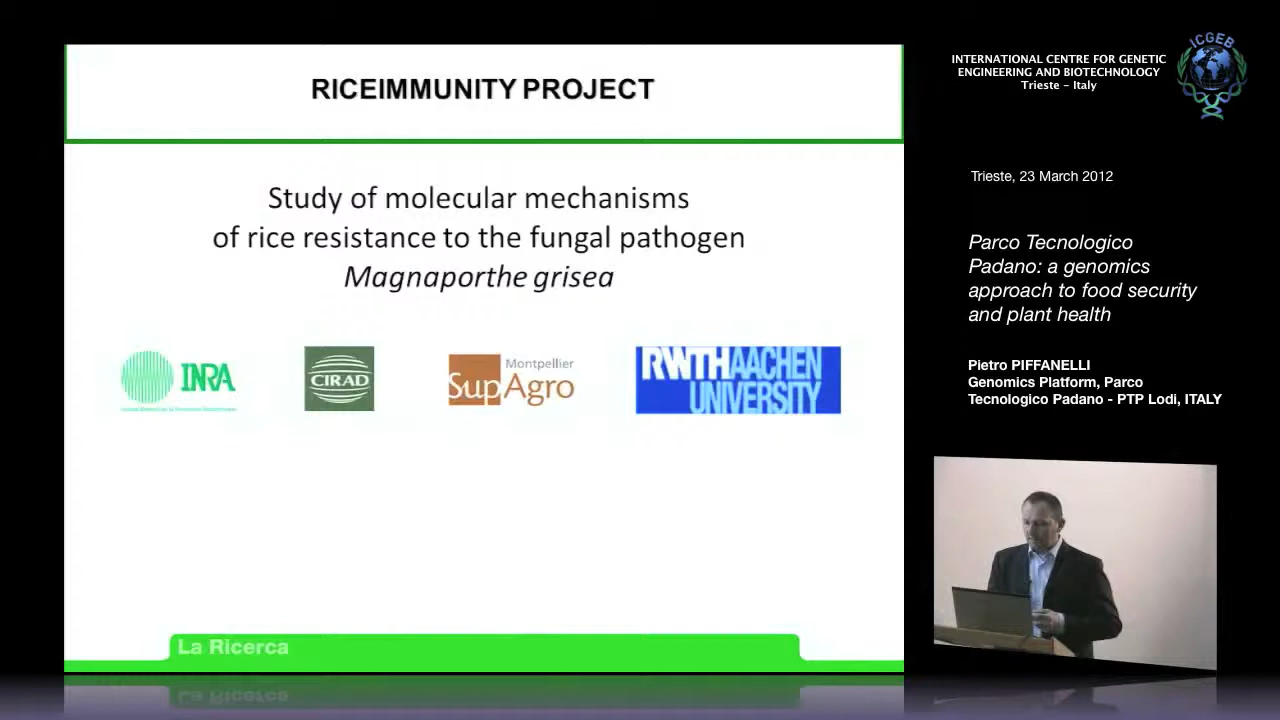 RICEIMMUNITY PROJECT
Study of molecular mechanisms
of rice resistance to the fungal pathogen
Magnaporthe grisea
INRA
CIRAD
Montpellier
SupAgro
RWTHAACHEN
UNIVERSITY
La Ricerca
ICGEB
INTERNATIONAL CENTRE FOR GENETIC
ENGINEERING AND BIOTECHNOLOGY
Trieste - Italy
Trieste, 23 March 2012
Parco Tecnologico
Padano: a genomics
approach to food security
and plant health
Pietro PIFFANELLI
Genomics Platform, Parco
Tecnologico Padano - PTP Lodi, ITALY